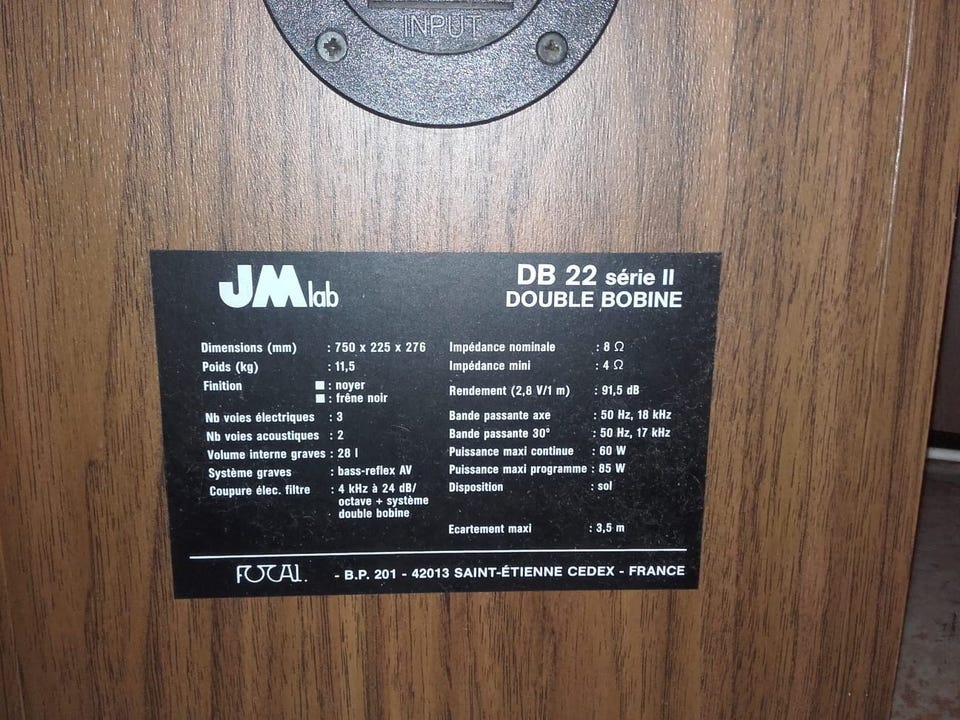 INPUT
JMlab
DB 22 série II
DOUBLE BOBINE
Dimensions (mm) : 750 x 225 x 276
Poids (kg) : 11,5
Finition ■ : noyer
■ : frêne noir
Nb voies électriques : 3
Nb voies acoustiques : 2
Volume interne graves : 28 l
Système graves : bass-reflex AV
Coupure élec. filtre : 4 kHz à 24 dB/
octave + système
double bobine
Impédance nominale : 8 Ω
Impédance mini : 4 Ω
Rendement (2,8 V/1 m) : 91,5 dB
Bande passante axe : 50 Hz, 18 kHz
Bande passante 30° : 50 Hz, 17 kHz
Puissance maxi continue : 60 W
Puissance maxi programme : 85 W
Disposition : sol
Ecartement maxi : 3,5 m
FOCAL. - B.P. 201 - 42013 SAINT-ÉTIENNE CEDEX - FRANCE